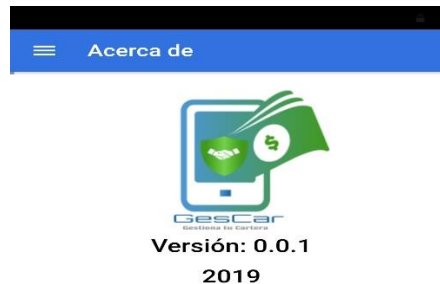 Acerca de
$
GesCar
Gestiona tu Cartera
Versión: 0.0.1
2019